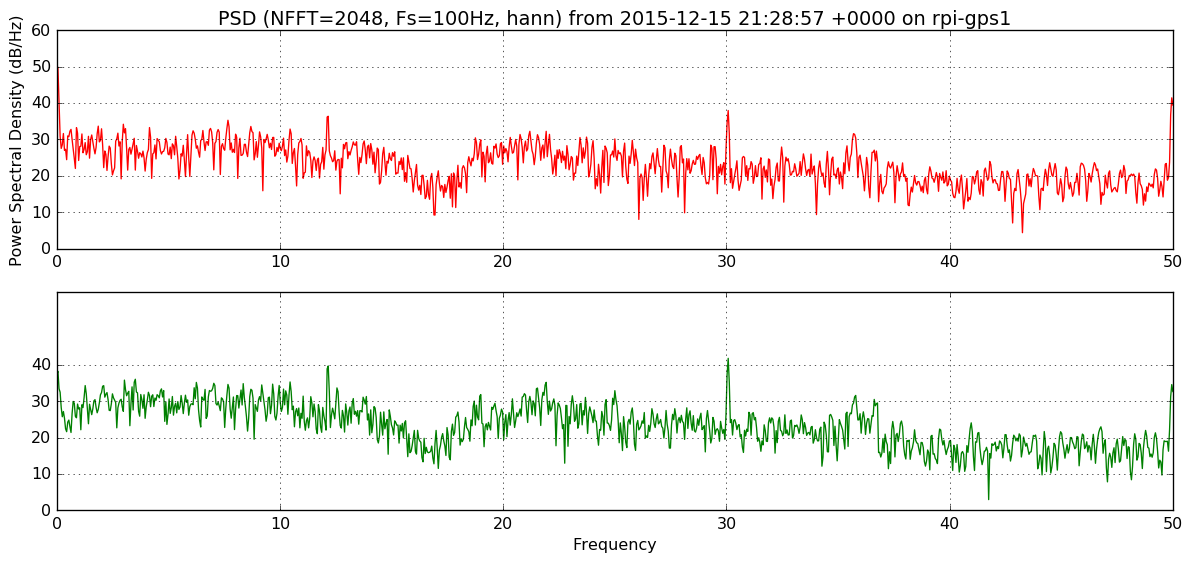 PSD (NFFT=2048, Fs=100Hz, hann) from 2015-12-15 21:28:57 +0000 on rpi-gps1
Power Spectral Density (dB/Hz)
60
50
40
30
20
10
0
0 10 20 30 40 50
40
30
20
10
0
0 10 20 30 40 50
Frequency